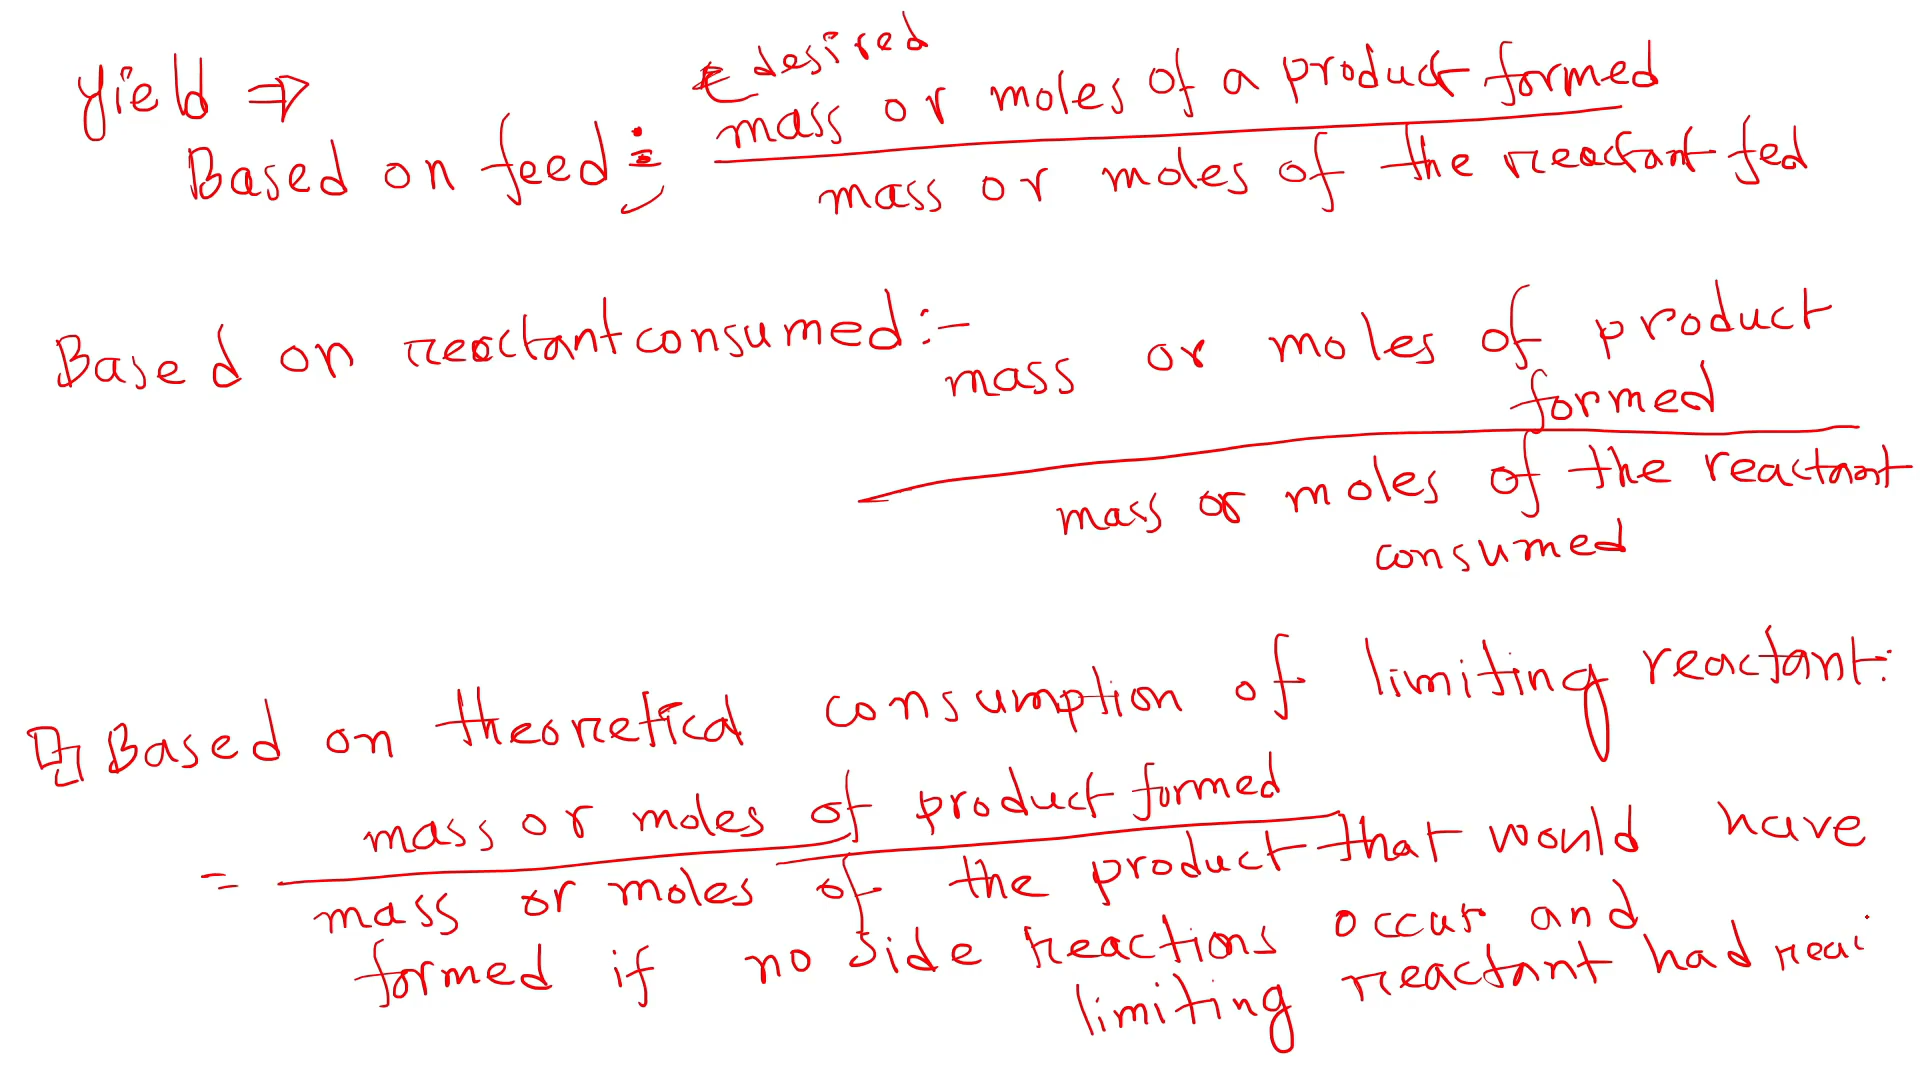 yield ⇒
desired
Based on feed :- mass or moles of a product formed
mass or moles of the reactant fed
Based on reactant consumed :-
mass or moles of product
formed
mass or moles of the reactant
consumed
Based on theoretical consumption of limiting reactant:
mass or moles of product formed
= mass or moles of the product that would have
formed if no side reactions occur and
limiting reactant had